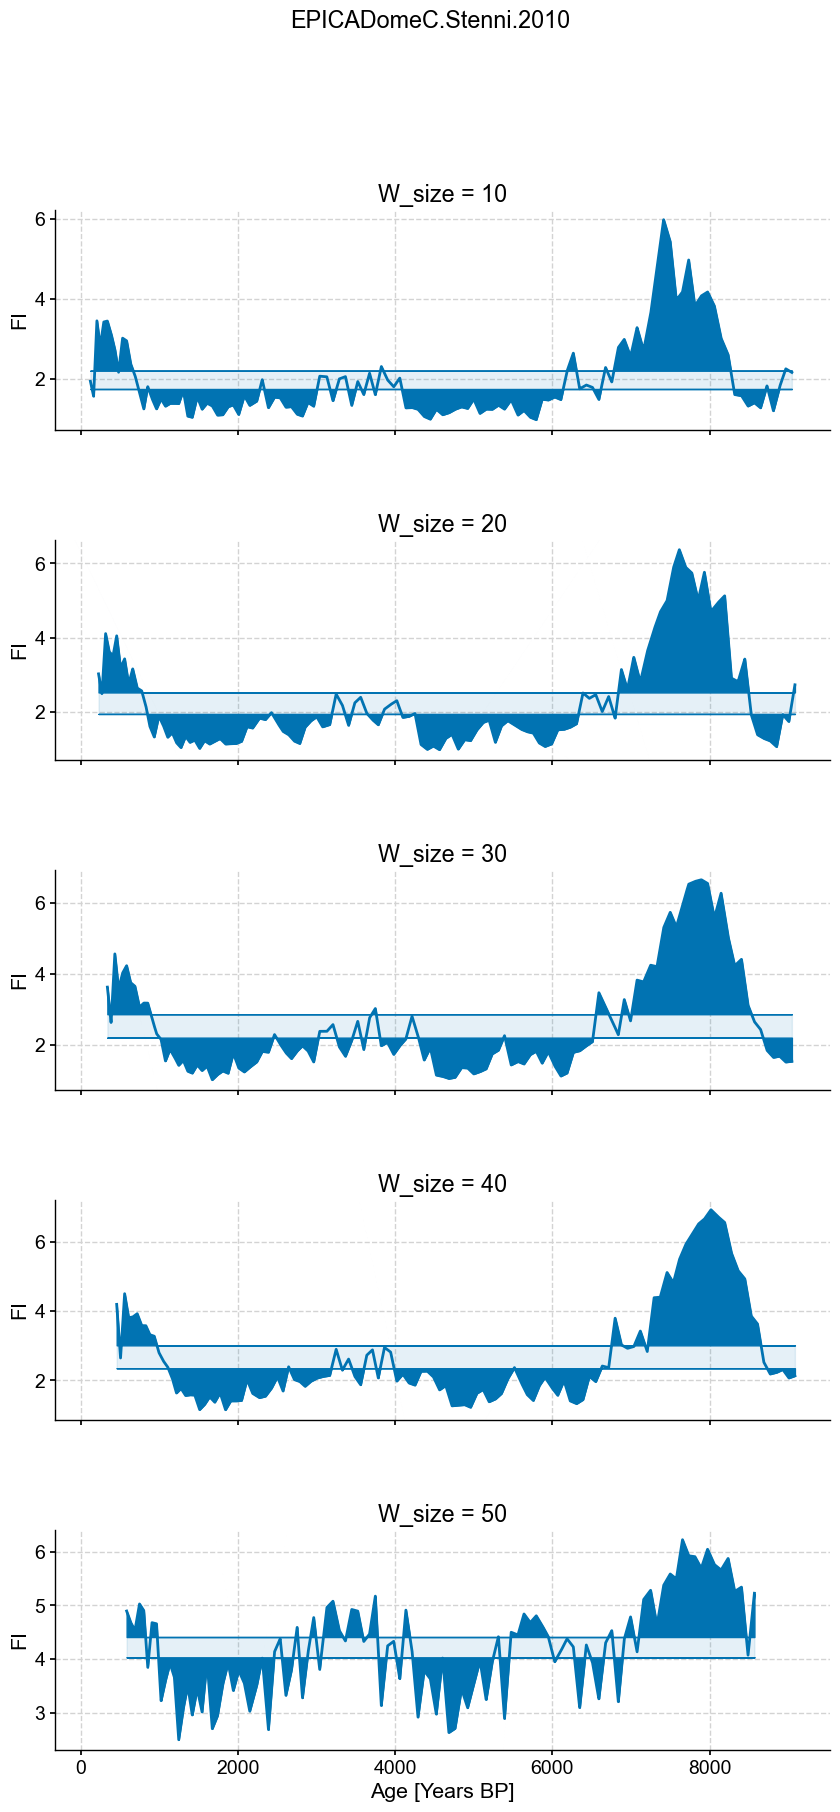 EPICADomeC.Stenni.2010
W_size = 10
6
4
2
FI
W_size = 20
6
4
2
FI
W_size = 30
6
4
2
FI
W_size = 40
6
4
2
FI
W_size = 50
6
5
4
3
FI
0 2000 4000 6000 8000
Age [Years BP]